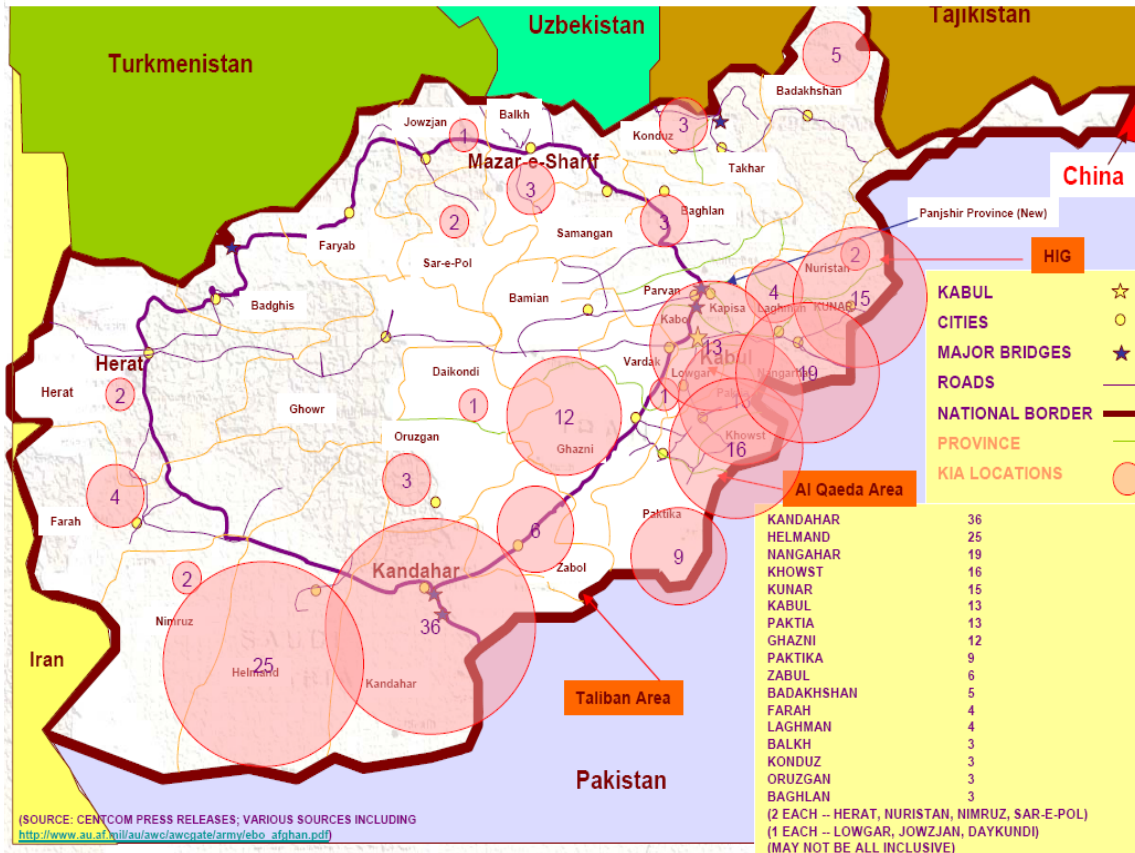 Uzbekistan
Tajikistan
Turkmenistan
5
Badakhshan
Balkh
Jowzjan
1
Konduz
3
Mazar-e-Sharif
Takhar
China
3
2
Baghlan
3
Panjshir Province (New)
Samangan
Faryab
Sar-e-Pol
HIG
2
Nuristan
Parvan
4
Laghman
KUNAR
15
Bamian
Badghis
Kapisa
Kabo
13
Kabul
Vardak
Herat
Daikondi
Lowgar
Nangarhar
19
Herat
2
Ghowr
1
12
1
Ghazni
Oruzgan
Khowst
16
3
4
Al Qaeda Area
Farah
6
Paktika
9
Kandahar
Zabol
2
Nimruz
36
Iran
25
Helmand
Kandahar
Taliban Area
Pakistan
KABUL
CITIES
MAJOR BRIDGES
ROADS
NATIONAL BORDER
PROVINCE
KIA LOCATIONS
KANDAHAR 36
HELMAND 25
NANGAHAR 19
KHOWST 16
KUNAR 15
KABUL 13
PAKTIA 13
GHAZNI 12
PAKTIKA 9
ZABUL 6
BADAKHSHAN 5
FARAH 4
LAGHMAN 4
BALKH 3
KONDUZ 3
ORUZGAN 3
BAGHLAN 3
(2 EACH -- HERAT, NURISTAN, NIMRUZ, SAR-E-POL)
(1 EACH -- LOWGAR, JOWZJAN, DAYKUNDI)
(MAY NOT BE ALL INCLUSIVE)
(SOURCE: CENTCOM PRESS RELEASES; VARIOUS SOURCES INCLUDING
http://www.au.af.mil/au/awc/awcgate/army/ebo_afghan.pdf)